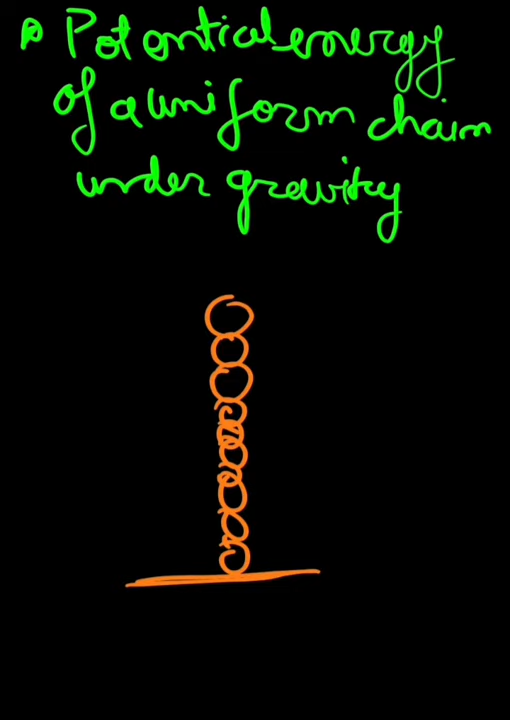 Potential energy
of a uniform chain
under gravity